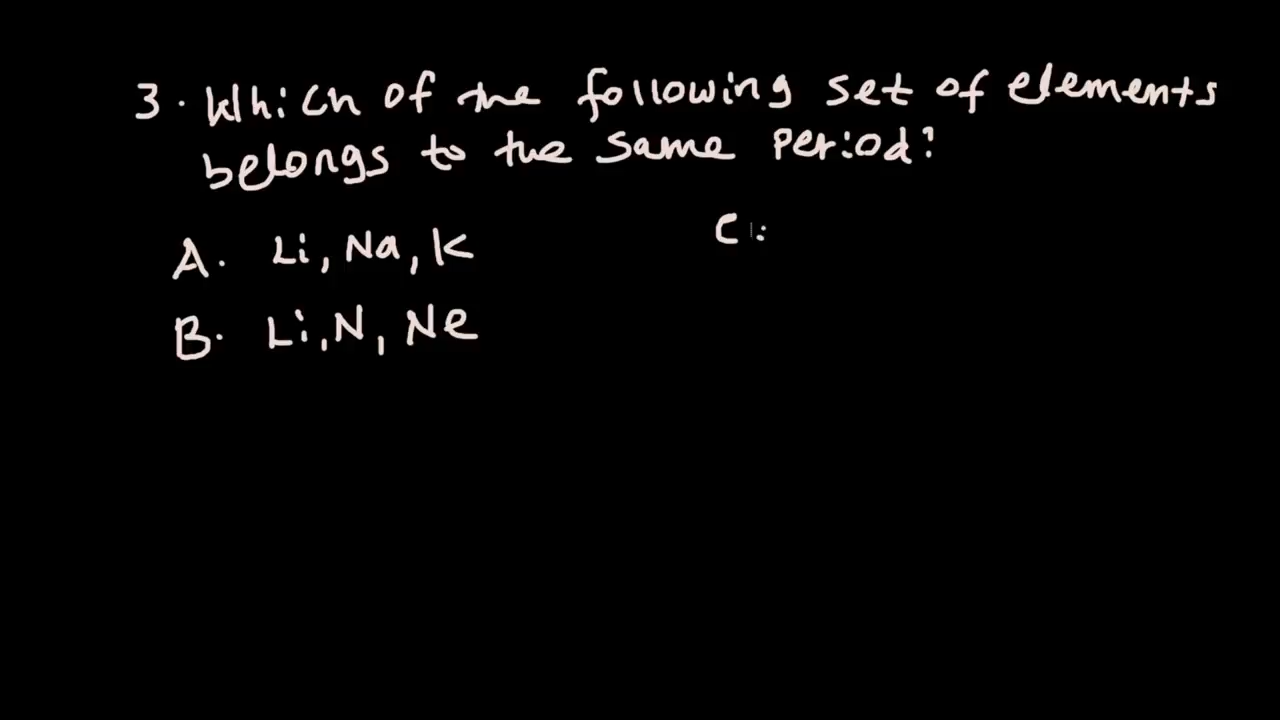 3. Which of the following set of elements
belongs to the same period?
A. Li, Na, K
B. Li, N, Ne
C.